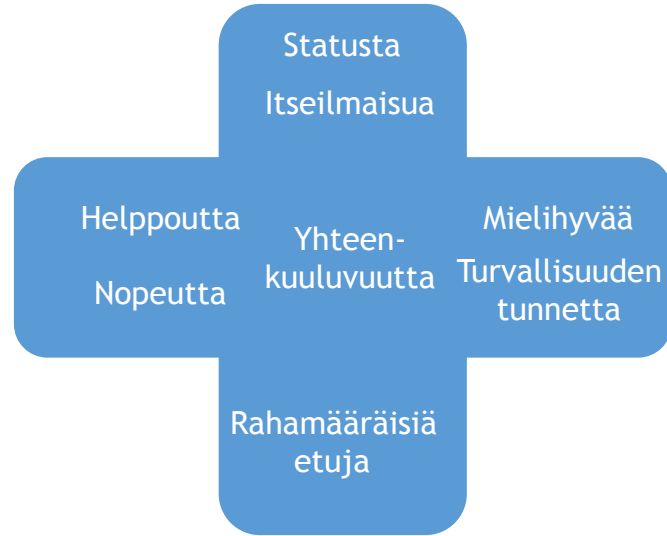 Statusta
Itseilmaisua
Helppoutta
Nopeutta
Yhteen-
kuuluvuutta
Mielihyvää
Turvallisuuden
tunnetta
Rahamääräisiä
etuja